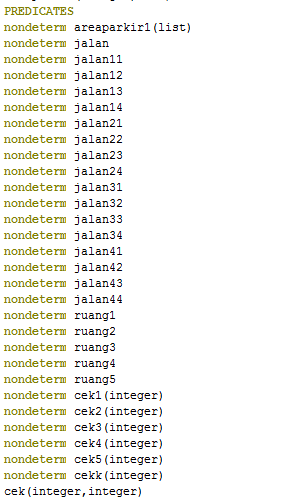 PREDICATES
nondeterm areaparkir1(list)
nondeterm jalan
nondeterm jalan11
nondeterm jalan12
nondeterm jalan13
nondeterm jalan14
nondeterm jalan21
nondeterm jalan22
nondeterm jalan23
nondeterm jalan24
nondeterm jalan31
nondeterm jalan32
nondeterm jalan33
nondeterm jalan34
nondeterm jalan41
nondeterm jalan42
nondeterm jalan43
nondeterm jalan44
nondeterm ruang1
nondeterm ruang2
nondeterm ruang3
nondeterm ruang4
nondeterm ruang5
nondeterm cek1(integer)
nondeterm cek2(integer)
nondeterm cek3(integer)
nondeterm cek4(integer)
nondeterm cek5(integer)
nondeterm cekk(integer)
cek(integer,integer)